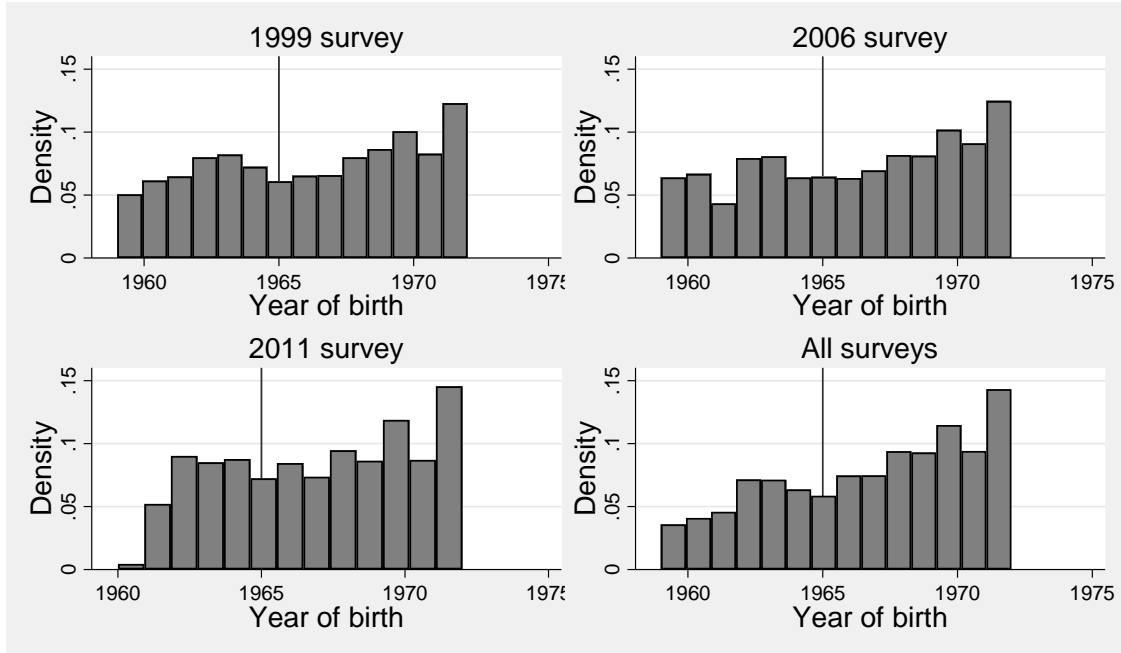 1999 survey
Density
0 .05 .1 .15
1960 1965 1970 1975
Year of birth
2006 survey
Density
0 .05 .1 .15
1960 1965 1970 1975
Year of birth
2011 survey
Density
0 .05 .1 .15
1960 1965 1970 1975
Year of birth
All surveys
Density
0 .05 .1 .15
1960 1965 1970 1975
Year of birth